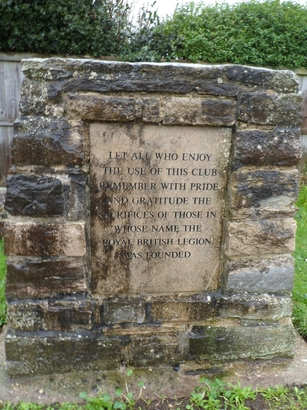 LET ALL WHO ENJOY
THE USE OF THIS CLUB
REMEMBER WITH PRIDE
AND GRATITUDE THE
SACRIFICES OF THOSE IN
WHOSE NAME THE
ROYAL BRITISH LEGION
WAS FOUNDED